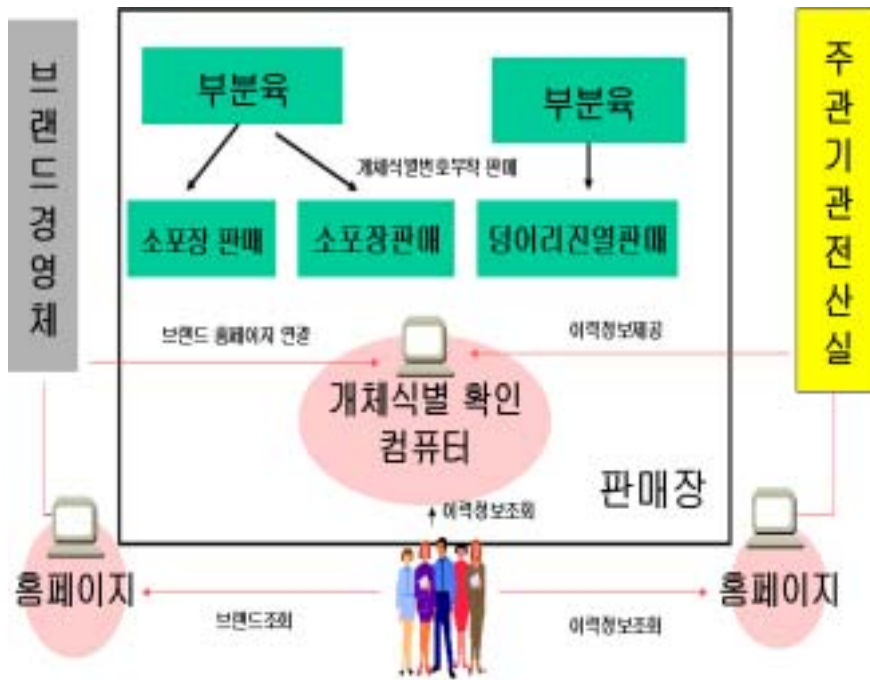 브랜드경영체
부분육
부분육
주관기관전산실
개체식별번호부착 판매
소포장 판매
소포장판매
덩어리진열판매
브랜드 홈페이지 연결
이력정보제공
개체식별 확인
컴퓨터
판매장
이력정보조회
홈페이지
홈페이지
브랜드조회
이력정보조회